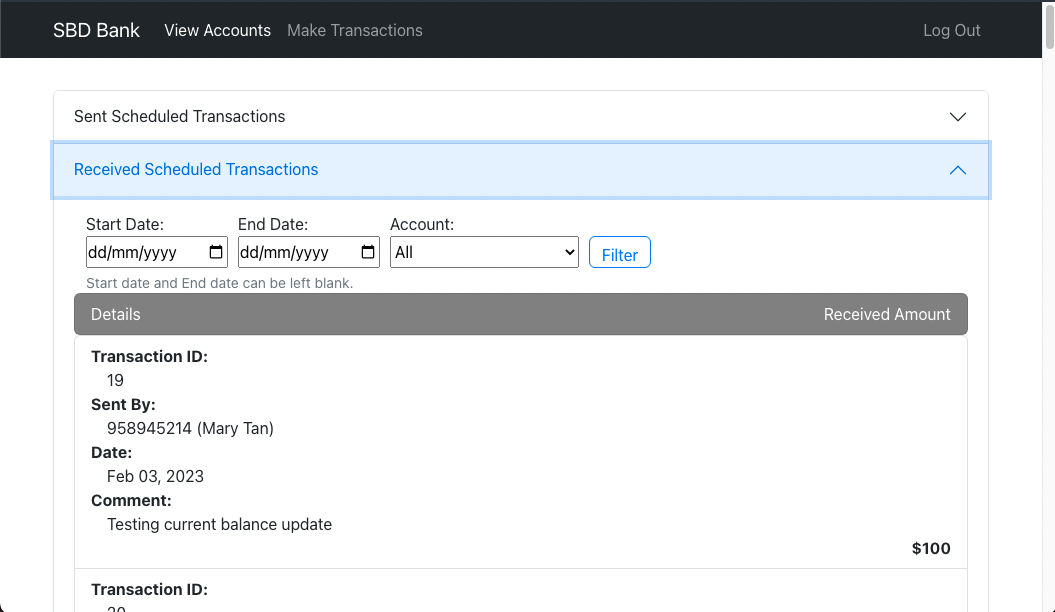 SBD Bank View Accounts Make Transactions Log Out
Sent Scheduled Transactions
Received Scheduled Transactions
Start Date: End Date: Account:
dd/mm/yyyy dd/mm/yyyy All Filter
Start date and End date can be left blank.
Details Received Amount
Transaction ID:
19
Sent By:
958945214 (Mary Tan)
Date:
Feb 03, 2023
Comment:
Testing current balance update
$100
Transaction ID:
20